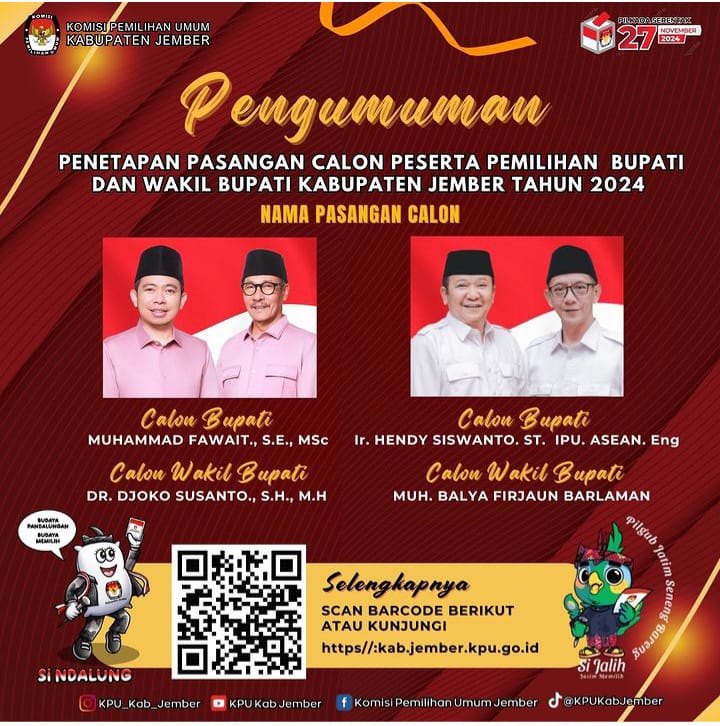 KOMISI PEMILIHAN UMUM
KABUPATEN JEMBER
PILKADA SERENTAK
27 NOVEMBER 2024
Pengumuman
PENETAPAN PASANGAN CALON PESERTA PEMILIHAN BUPATI
DAN WAKIL BUPATI KABUPATEN JEMBER TAHUN 2024
NAMA PASANGAN CALON
Calon Bupati
MUHAMMAD FAWAIT., S.E., MSc
Calon Wakil Bupati
DR. DJOKO SUSANTO., S.H., M.H
Calon Bupati
Ir. HENDY SISWANTO. ST. IPU. ASEAN. Eng
Calon Wakil Bupati
MUH. BALYA FIRJAUN BARLAMAN
BUDAYA
PANDALUNGAN
BUDAYA
MEMILIH
Si NDALUNG
Selengkapnya
SCAN BARCODE BERIKUT
ATAU KUNJUNGI
https//:kab.jember.kpu.go.id
Pilgub Jatim Seneng Bareng
Si Jalih
Jatim Memilih
KPU_Kab_Jember
KPU Kab Jember
Komisi Pemilihan Umum Jember
@KPUKabJember